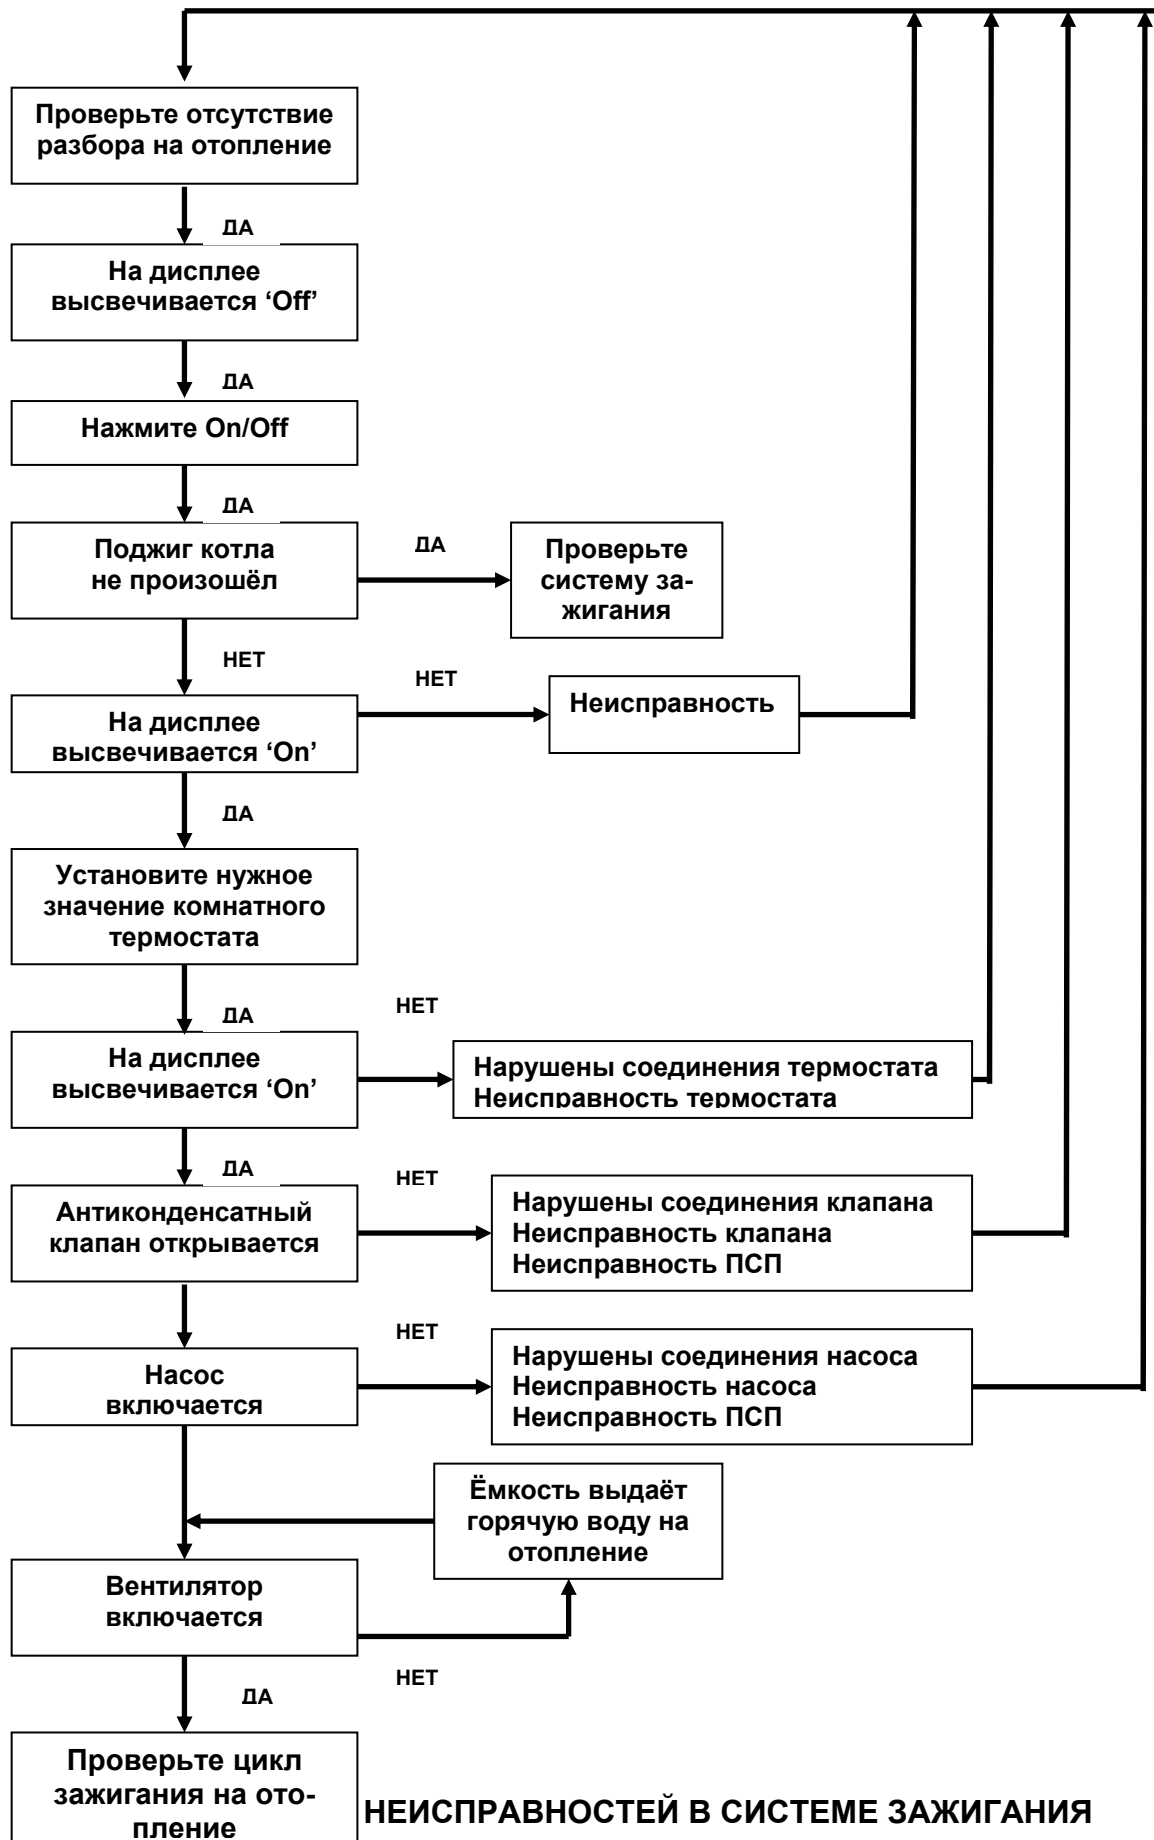 Проверьте отсутствие
разбора на отопление
ДА
На дисплее
высвечивается ‘Off’
ДА
Нажмите On/Off
ДА
Поджиг котла
не произошёл
ДА
Проверьте
систему за-
жигания
НЕТ
НЕТ
На дисплее
высвечивается ‘On’
Неисправность
ДА
Установите нужное
значение комнатного
термостата
ДА
НЕТ
На дисплее
высвечивается ‘On’
Нарушены соединения термостата
Неисправность термостата
ДА
НЕТ
Антиконденсатный
клапан открывается
Нарушены соединения клапана
Неисправность клапана
Неисправность ПСП
НЕТ
Насос
включается
Нарушены соединения насоса
Неисправность насоса
Неисправность ПСП
Ёмкость выдаёт
горячую воду на
отопление
Вентилятор
включается
НЕТ
ДА
Проверьте цикл
зажигания на ото-
пление
НЕИСПРАВНОСТЕЙ В СИСТЕМЕ ЗАЖИГАНИЯ